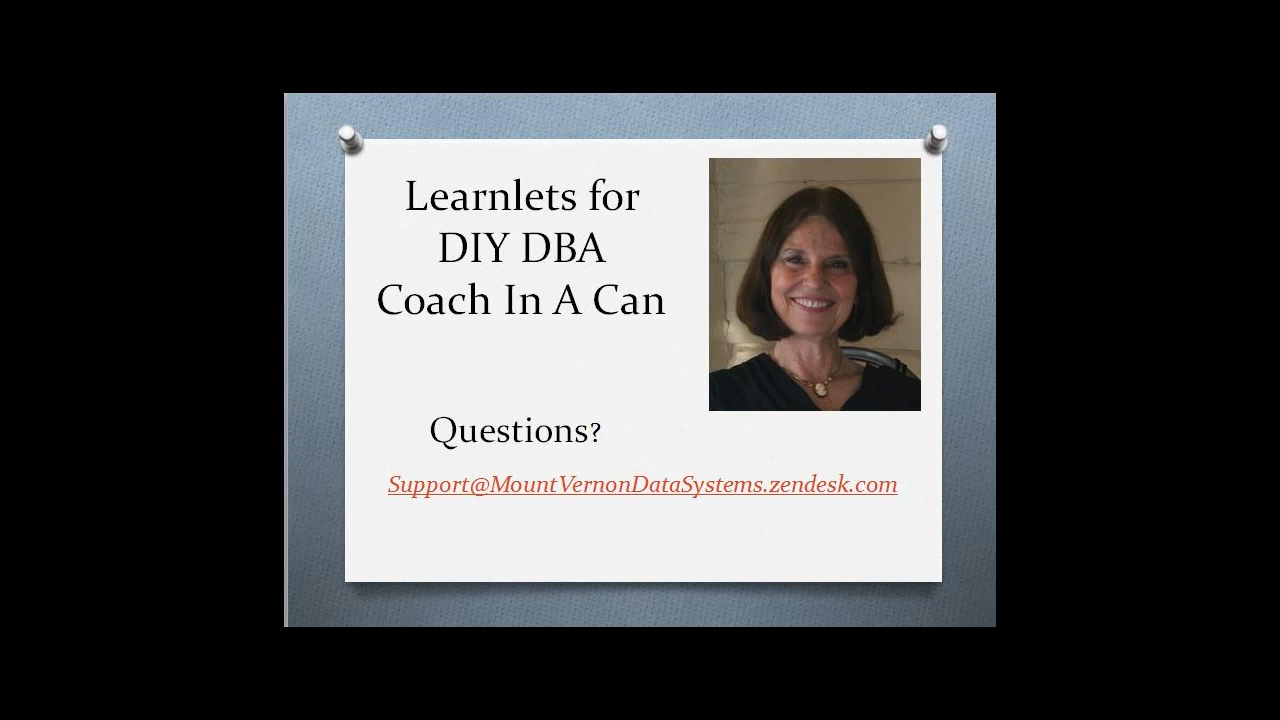 Learnlets for
DIY DBA
Coach In A Can
Questions?
Support@MountVernonDataSystems.zendesk.com